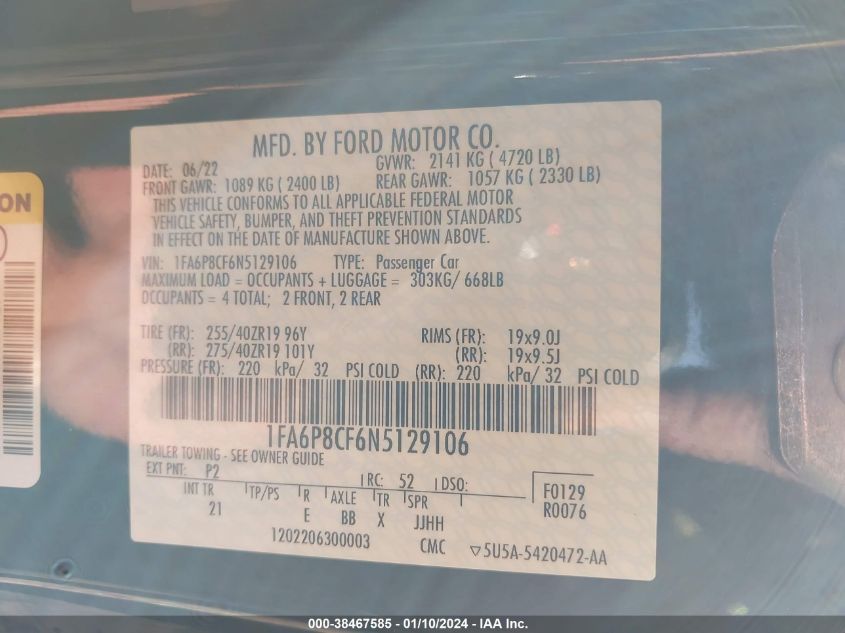 MFD. BY FORD MOTOR CO.
DATE: 06/22 GVWR: 2141 KG ( 4720 LB)
FRONT GAWR: 1089 KG ( 2400 LB) REAR GAWR: 1057 KG ( 2330 LB)
THIS VEHICLE CONFORMS TO ALL APPLICABLE FEDERAL MOTOR
VEHICLE SAFETY, BUMPER, AND THEFT PREVENTION STANDARDS
IN EFFECT ON THE DATE OF MANUFACTURE SHOWN ABOVE.
VIN: 1FA6P8CF6N5129106 TYPE: Passenger Car
MAXIMUM LOAD = OCCUPANTS + LUGGAGE = 303KG/ 668LB
OCCUPANTS = 4 TOTAL; 2 FRONT, 2 REAR
TIRE (FR): 255/40ZR19 96Y RIMS (FR): 19x9.0J
(RR): 275/40ZR19 101Y (RR): 19x9.5J
PRESSURE (FR): 220 kPa/ 32 PSI COLD (RR): 220 kPa/ 32 PSI COLD
1FA6P8CF6N5129106
TRAILER TOWING - SEE OWNER GUIDE
EXT PNT: P2 RC: 52 DSO: F0129
INT TR TP/PS R AXLE TR SPR R0076
21 E BB X JJHH
1202206300003 CMC ▽5U5A-5420472-AA
ON
000-38467585 - 01/10/2024 - IAA Inc.